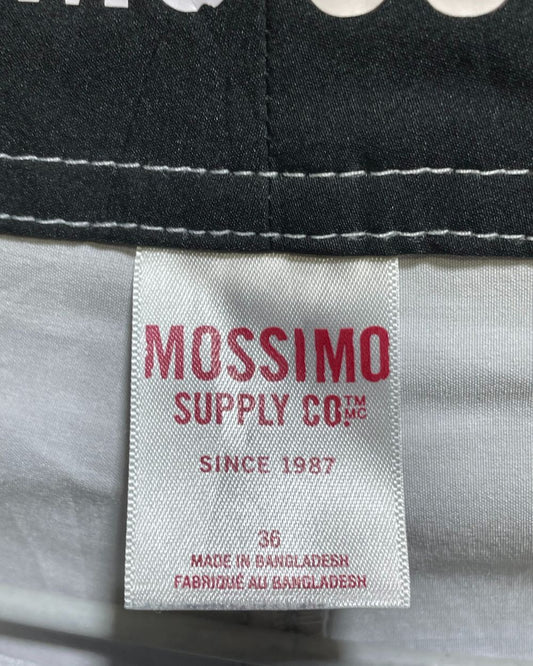 MOSSIMO
SUPPLY CO.™ MC
SINCE 1987
36
MADE IN BANGLADESH
FABRIQUÉ AU BANGLADESH